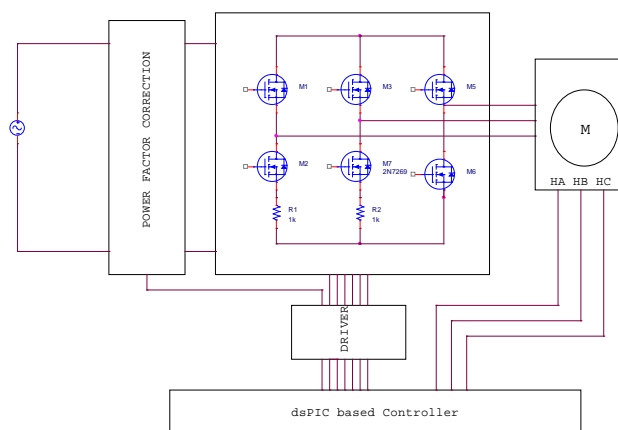 POWER FACTOR CORRECTION
M1
M3
M5
M2
M7
2N7269
M6
R1
1k
R2
1k
M
HA HB HC
DRIVER
dsPIC based Controller